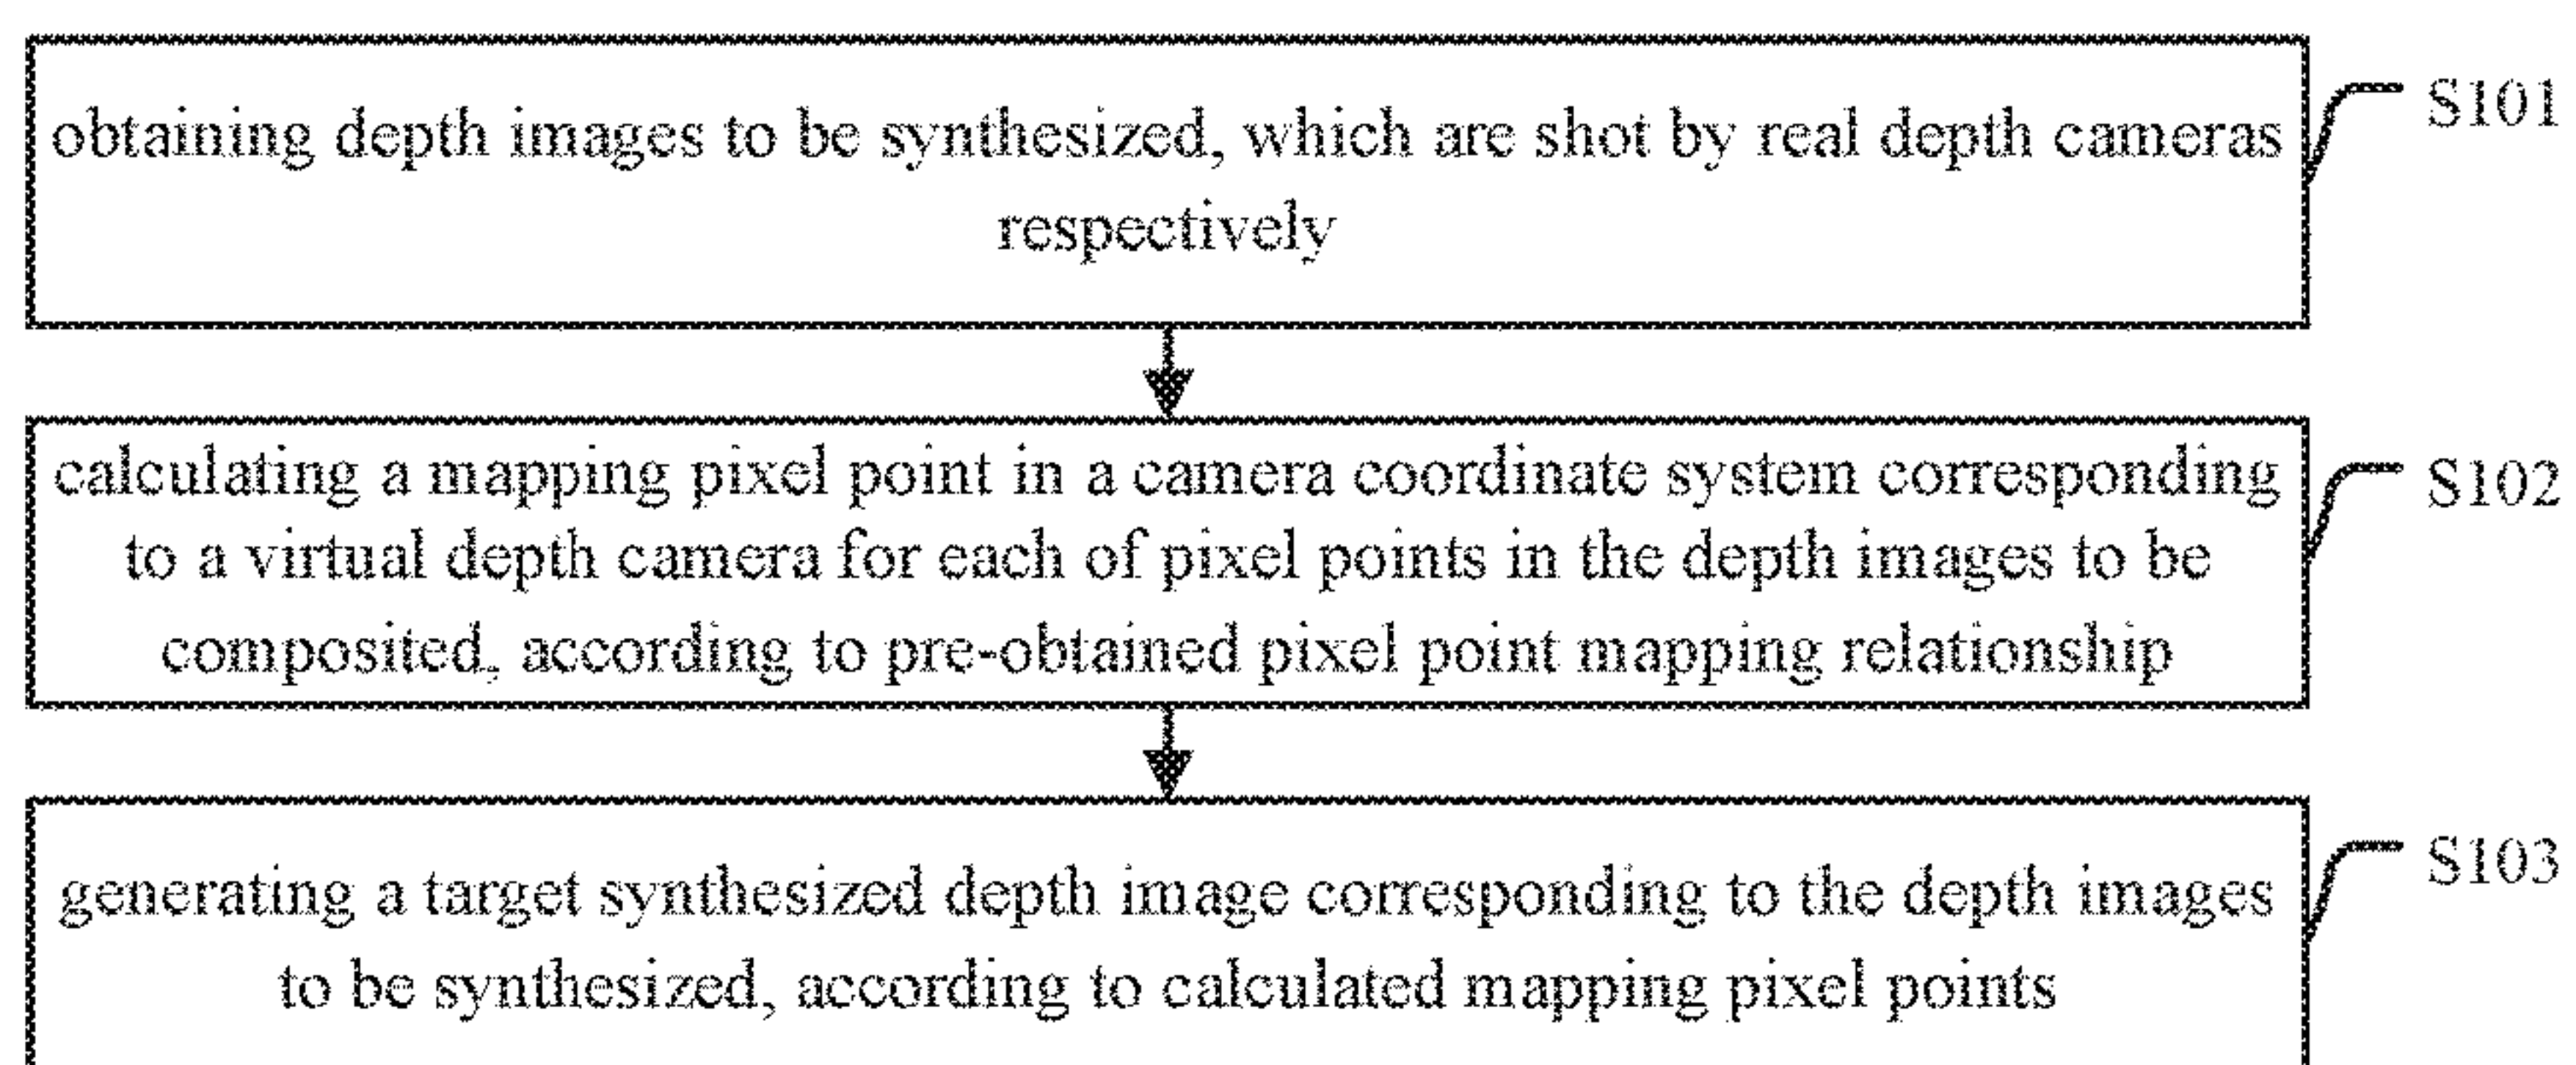 obtaining depth images to be synthesized, which are shot by real depth cameras
respectively
S101
calculating a mapping pixel point in a camera coordinate system corresponding
to a virtual depth camera for each of pixel points in the depth images to be
composited, according to pre-obtained pixel point mapping relationship
S102
generating a target synthesized depth image corresponding to the depth images
to be synthesized, according to calculated mapping pixel points
S103